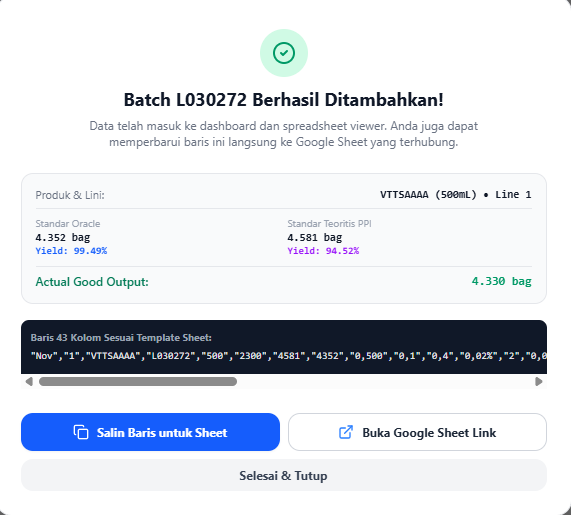 Batch L030272 Berhasil Ditambahkan!
Data telah masuk ke dashboard dan spreadsheet viewer. Anda juga dapat
memperbarui baris ini langsung ke Google Sheet yang terhubung.
Produk & Lini:
VTTSAAAA (500mL) • Line 1
Standar Oracle
4.352 bag
Yield: 99.49%
Standar Teoritis PPI
4.581 bag
Yield: 94.52%
Actual Good Output:
4.330 bag
Baris 43 Kolom Sesuai Template Sheet:
"Nov","1","VTTSAAAA","L030272","500","2300","4581","4352","0,500","0,1","0,4","0,02%","2","0,0
Salin Baris untuk Sheet
Buka Google Sheet Link
Selesai & Tutup